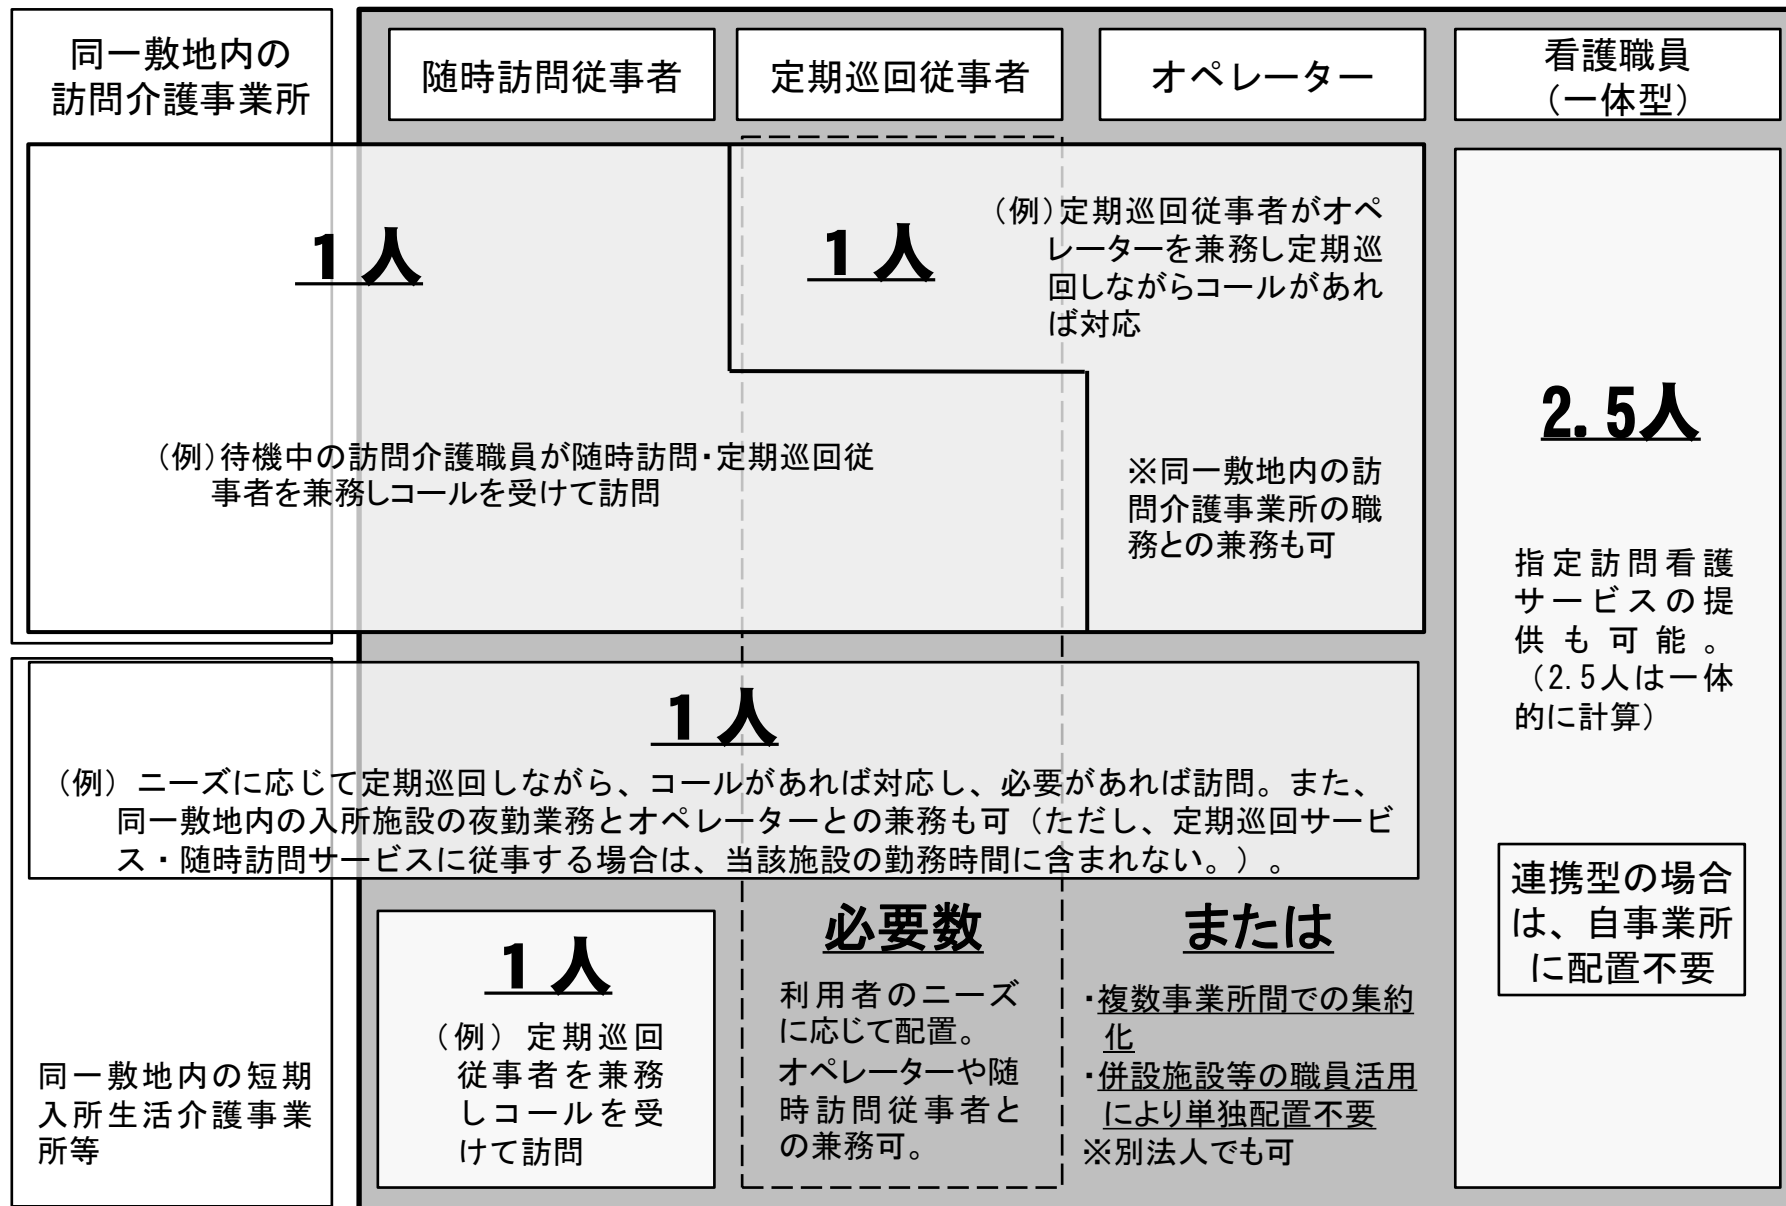 同一敷地内の
訪問介護事業所
随時訪問従事者
定期巡回従事者
オペレーター
看護職員
（一体型）
１人
（例）待機中の訪問介護職員が随時訪問・定期巡回従
事者を兼務しコールを受けて訪問
１人
（例）定期巡回従事者がオペ
レーターを兼務し定期巡
回しながらコールがあれ
ば対応
※同一敷地内の訪
問介護事業所の職
務との兼務も可
2.5人
指定訪問看護
サービスの提
供も可能。
（2.5人は一体
的に計算）
連携型の場合
は、自事業所
に配置不要
１人
（例）ニーズに応じて定期巡回しながら、コールがあれば対応し、必要があれば訪問。また、
同一敷地内の入所施設の夜勤業務とオペレーターとの兼務も可（ただし、定期巡回サービ
ス・随時訪問サービスに従事する場合は、当該施設の勤務時間に含まれない。）。
同一敷地内の短期
入所生活介護事業
所等
１人
（例）定期巡回
従事者を兼務
しコールを受
けて訪問
必要数
利用者のニーズ
に応じて配置。
オペレーターや随
時訪問従事者と
の兼務可。
または
・複数事業所間での集約
化
・併設施設等の職員活用
により単独配置不要
※別法人でも可